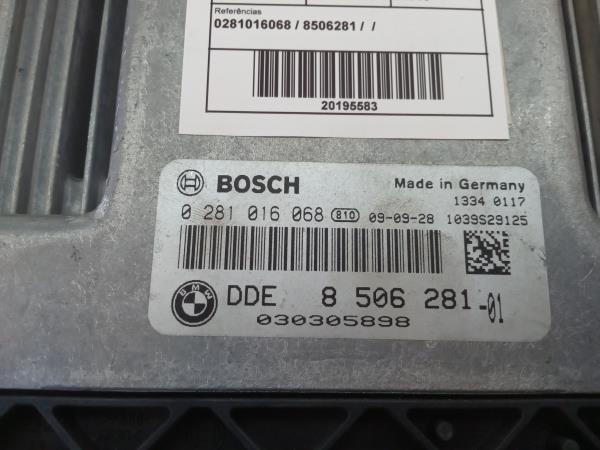 Referências
0281016068 / 8506281 /  /
20195583
BOSCH
Made in Germany
1334 0117
0 281 016 068 810 09-09-28 1039S29125
BMW
DDE 8 506 281-01
030305898